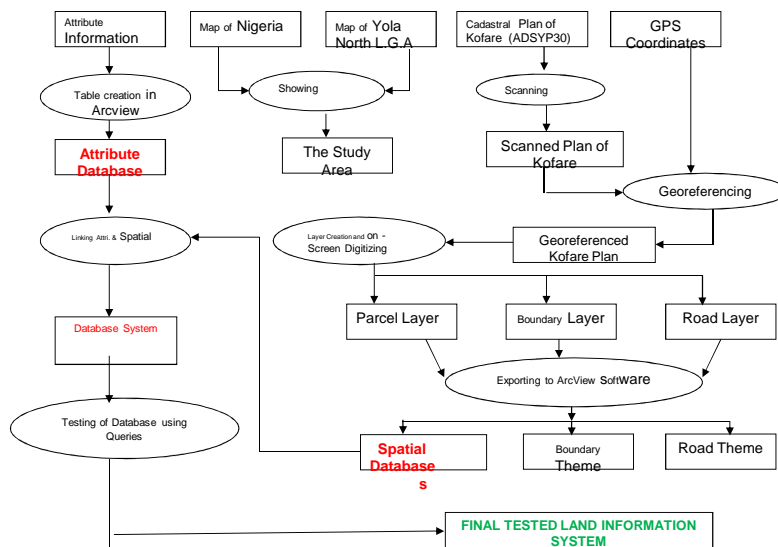 Attribute
Information
Map of Nigeria
Map of Yola
North L.G.A
Cadastral Plan of
Kofare (ADSYP30)
GPS
Coordinates
Table creation in
Arcview
Showing
Scanning
Attribute
Database
The Study
Area
Scanned Plan of
Kofare
Georeferencing
Linking Attri. & Spatial
Layer Creation and on -
Screen Digitizing
Georeferenced
Kofare Plan
Parcel Layer
Boundary Layer
Road Layer
Database System
Exporting to ArcView Software
Testing of Database using
Queries
Spatial
Database
s
Boundary
Theme
Road Theme
FINAL TESTED LAND INFORMATION
SYSTEM